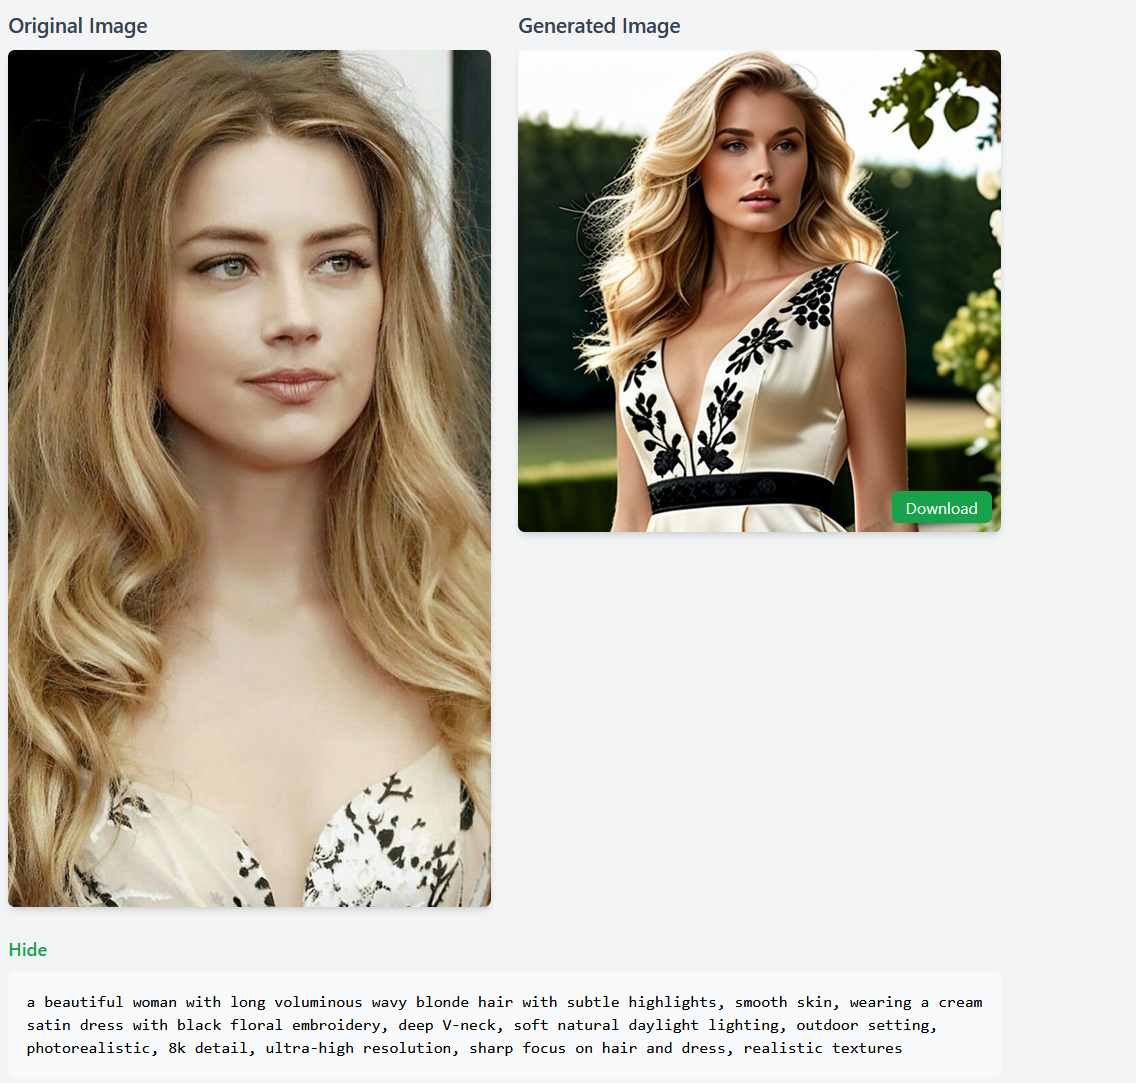 Original Image
Generated Image
Download
Hide
a beautiful woman with long voluminous wavy blonde hair with subtle highlights, smooth skin, wearing a cream
satin dress with black floral embroidery, deep V-neck, soft natural daylight lighting, outdoor setting,
photorealistic, 8k detail, ultra-high resolution, sharp focus on hair and dress, realistic textures